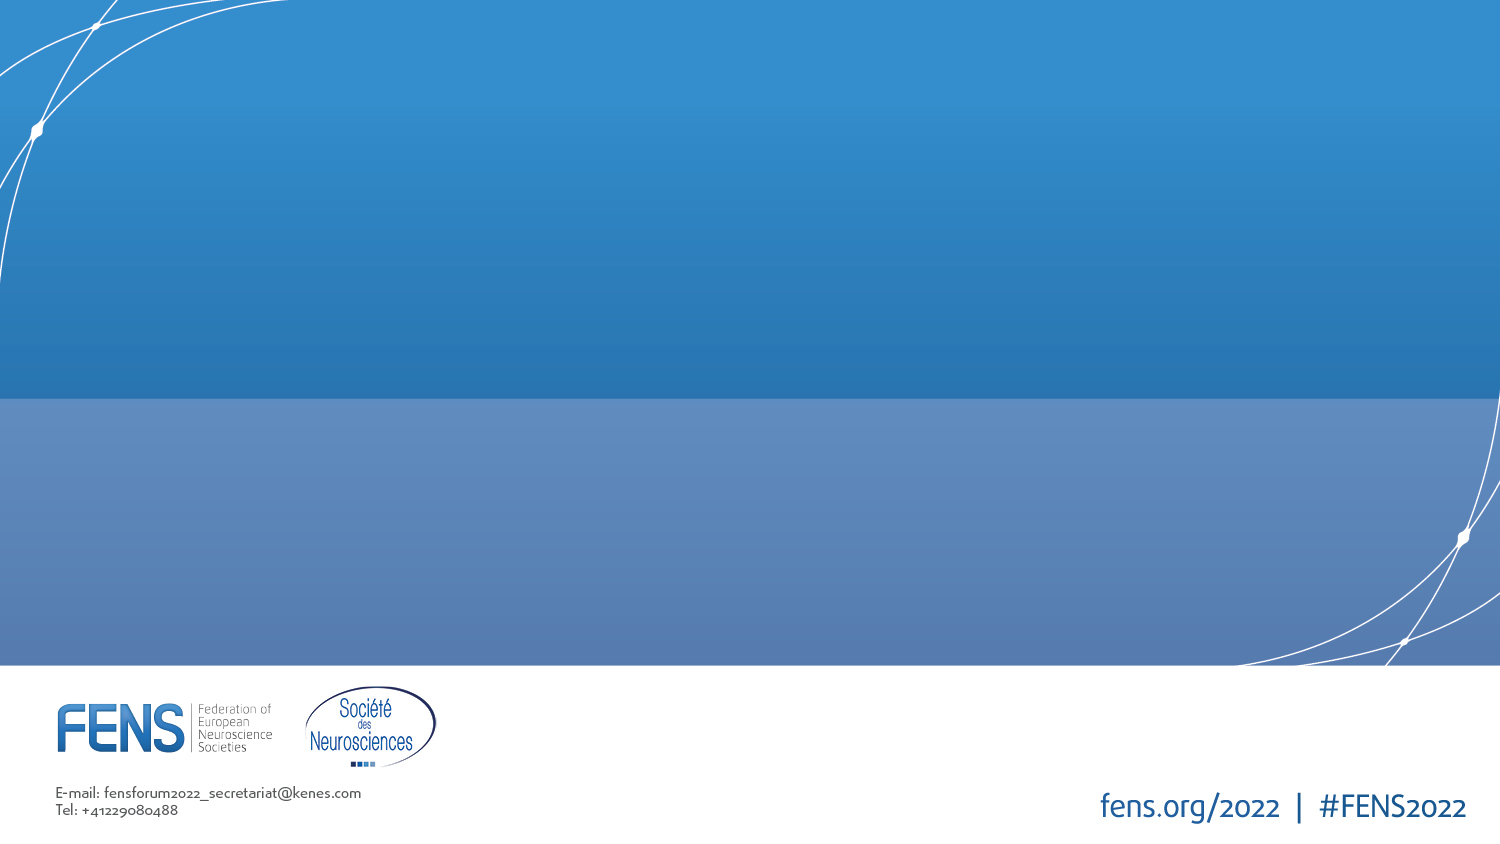 FENS
Federation of
European
Neuroscience
Societies
Société
des
Neurosciences
E-mail: fensforum2022_secretariat@kenes.com
Tel: +41229080488
fens.org/2022 | #FENS2022